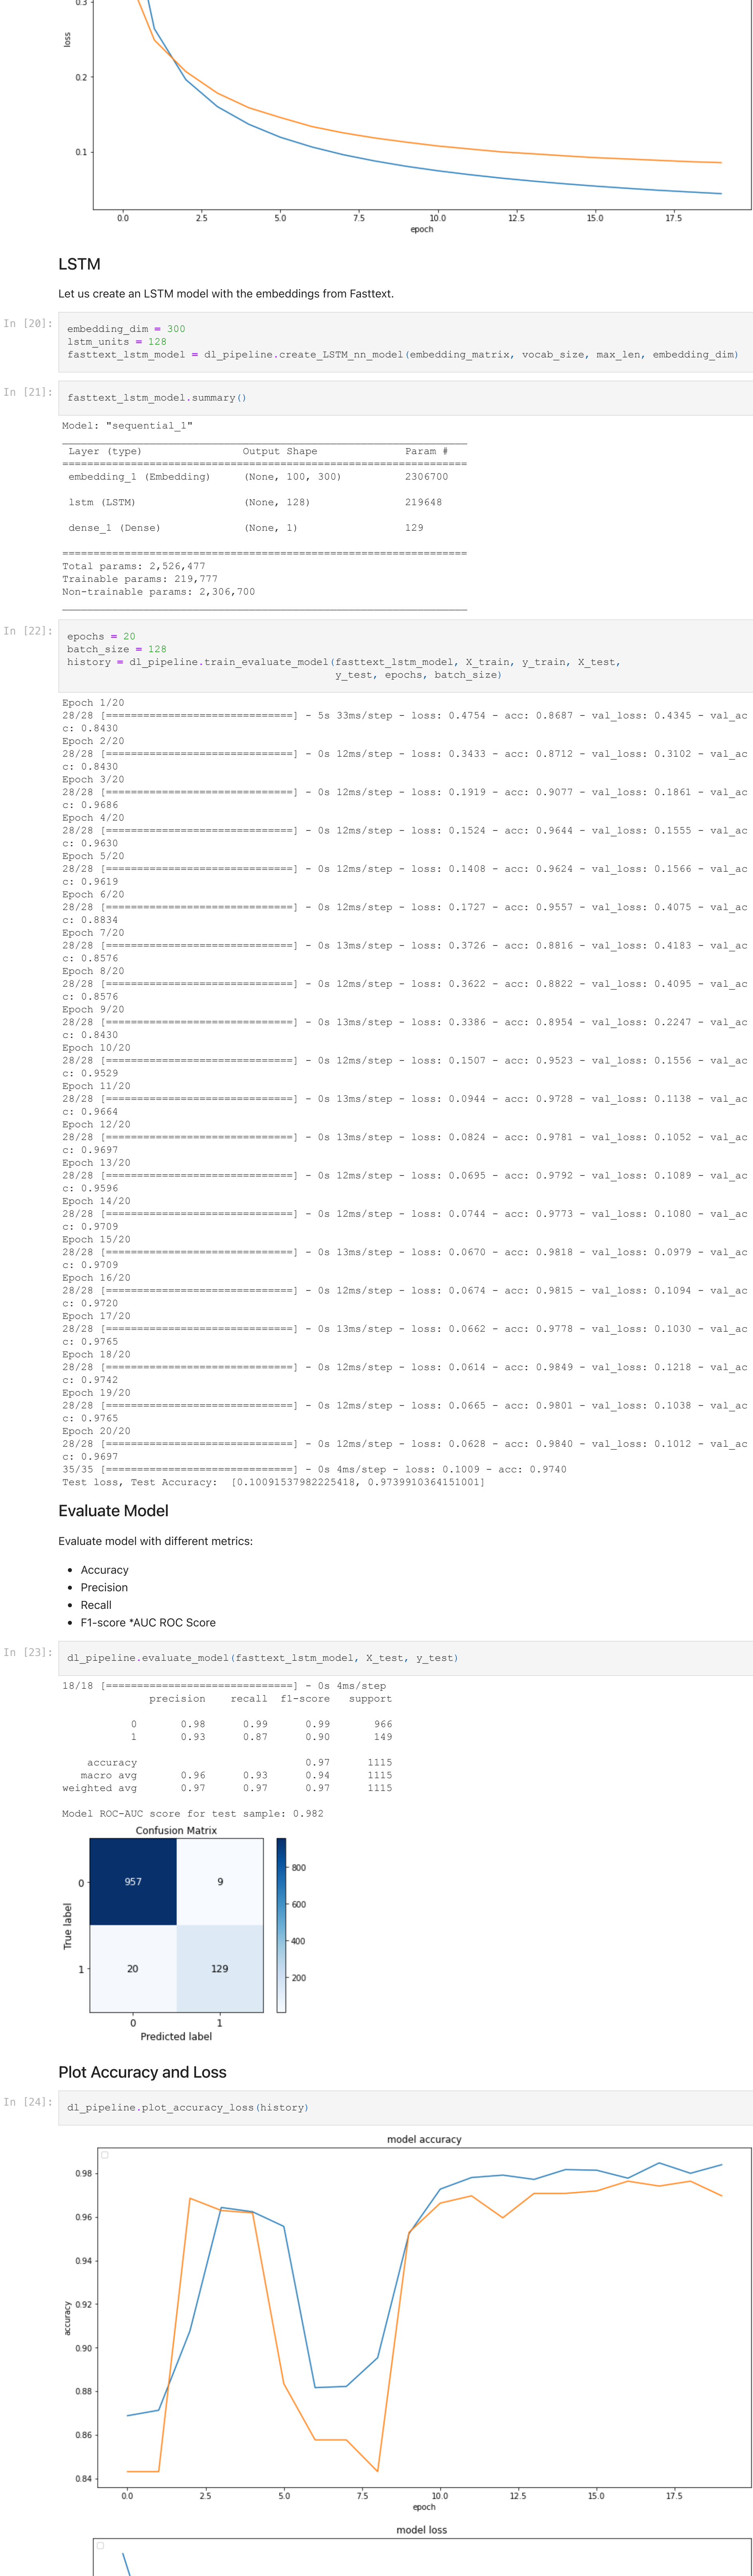 0.3
loss
0.2
0.1
0.0 2.5 5.0 7.5 10.0 12.5 15.0 17.5
epoch
LSTM
Let us create an LSTM model with the embeddings from Fasttext.
In [20]:
embedding_dim = 300
lstm_units = 128
fasttext_lstm_model = dl_pipeline.create_LSTM_nn_model(embedding_matrix, vocab_size, max_len, embedding_dim)
In [21]:
fasttext_lstm_model.summary()
Model: "sequential_1"
_________________________________________________________________
Layer (type) Output Shape Param #
=================================================================
embedding_1 (Embedding) (None, 100, 300) 2306700
lstm (LSTM) (None, 128) 219648
dense_1 (Dense) (None, 1) 129
=================================================================
Total params: 2,526,477
Trainable params: 219,777
Non-trainable params: 2,306,700
_________________________________________________________________
In [22]:
epochs = 20
batch_size = 128
history = dl_pipeline.train_evaluate_model(fasttext_lstm_model, X_train, y_train, X_test,
y_test, epochs, batch_size)
Epoch 1/20
28/28 [==============================] - 5s 33ms/step - loss: 0.4754 - acc: 0.8687 - val_loss: 0.4345 - val_ac
c: 0.8430
Epoch 2/20
28/28 [==============================] - 0s 12ms/step - loss: 0.3433 - acc: 0.8712 - val_loss: 0.3102 - val_ac
c: 0.8430
Epoch 3/20
28/28 [==============================] - 0s 12ms/step - loss: 0.1919 - acc: 0.9077 - val_loss: 0.1861 - val_ac
c: 0.9686
Epoch 4/20
28/28 [==============================] - 0s 12ms/step - loss: 0.1524 - acc: 0.9644 - val_loss: 0.1555 - val_ac
c: 0.9630
Epoch 5/20
28/28 [==============================] - 0s 12ms/step - loss: 0.1408 - acc: 0.9624 - val_loss: 0.1566 - val_ac
c: 0.9619
Epoch 6/20
28/28 [==============================] - 0s 12ms/step - loss: 0.1727 - acc: 0.9557 - val_loss: 0.4075 - val_ac
c: 0.8834
Epoch 7/20
28/28 [==============================] - 0s 13ms/step - loss: 0.3726 - acc: 0.8816 - val_loss: 0.4183 - val_ac
c: 0.8576
Epoch 8/20
28/28 [==============================] - 0s 12ms/step - loss: 0.3622 - acc: 0.8822 - val_loss: 0.4095 - val_ac
c: 0.8576
Epoch 9/20
28/28 [==============================] - 0s 13ms/step - loss: 0.3386 - acc: 0.8954 - val_loss: 0.2247 - val_ac
c: 0.8430
Epoch 10/20
28/28 [==============================] - 0s 12ms/step - loss: 0.1507 - acc: 0.9523 - val_loss: 0.1556 - val_ac
c: 0.9529
Epoch 11/20
28/28 [==============================] - 0s 13ms/step - loss: 0.0944 - acc: 0.9728 - val_loss: 0.1138 - val_ac
c: 0.9664
Epoch 12/20
28/28 [==============================] - 0s 13ms/step - loss: 0.0824 - acc: 0.9781 - val_loss: 0.1052 - val_ac
c: 0.9697
Epoch 13/20
28/28 [==============================] - 0s 12ms/step - loss: 0.0695 - acc: 0.9792 - val_loss: 0.1089 - val_ac
c: 0.9596
Epoch 14/20
28/28 [==============================] - 0s 12ms/step - loss: 0.0744 - acc: 0.9773 - val_loss: 0.1080 - val_ac
c: 0.9709
Epoch 15/20
28/28 [==============================] - 0s 13ms/step - loss: 0.0670 - acc: 0.9818 - val_loss: 0.0979 - val_ac
c: 0.9709
Epoch 16/20
28/28 [==============================] - 0s 12ms/step - loss: 0.0674 - acc: 0.9815 - val_loss: 0.1094 - val_ac
c: 0.9720
Epoch 17/20
28/28 [==============================] - 0s 13ms/step - loss: 0.0662 - acc: 0.9778 - val_loss: 0.1030 - val_ac
c: 0.9765
Epoch 18/20
28/28 [==============================] - 0s 12ms/step - loss: 0.0614 - acc: 0.9849 - val_loss: 0.1218 - val_ac
c: 0.9742
Epoch 19/20
28/28 [==============================] - 0s 12ms/step - loss: 0.0665 - acc: 0.9801 - val_loss: 0.1038 - val_ac
c: 0.9765
Epoch 20/20
28/28 [==============================] - 0s 12ms/step - loss: 0.0628 - acc: 0.9840 - val_loss: 0.1012 - val_ac
c: 0.9697
35/35 [==============================] - 0s 4ms/step - loss: 0.1009 - acc: 0.9740
Test loss, Test Accuracy:  [0.10091537982225418, 0.9739910364151001]
Evaluate Model
Evaluate model with different metrics:
• Accuracy
• Precision
• Recall
• F1-score *AUC ROC Score
In [23]:
dl_pipeline.evaluate_model(fasttext_lstm_model, X_test, y_test)
18/18 [==============================] - 0s 4ms/step
precision recall f1-score support
0 0.98 0.99 0.99 966
1 0.93 0.87 0.90 149
accuracy 0.97 1115
macro avg 0.96 0.93 0.94 1115
weighted avg 0.97 0.97 0.97 1115
Model ROC-AUC score for test sample: 0.982
Confusion Matrix
800
0 957 9
600
True label
400
1 20 129
200
0 1
Predicted label
Plot Accuracy and Loss
In [24]:
dl_pipeline.plot_accuracy_loss(history)
model accuracy
0.98
0.96
0.94
0.92
accuracy
0.90
0.88
0.86
0.84
0.0 2.5 5.0 7.5 10.0 12.5 15.0 17.5
epoch
model loss